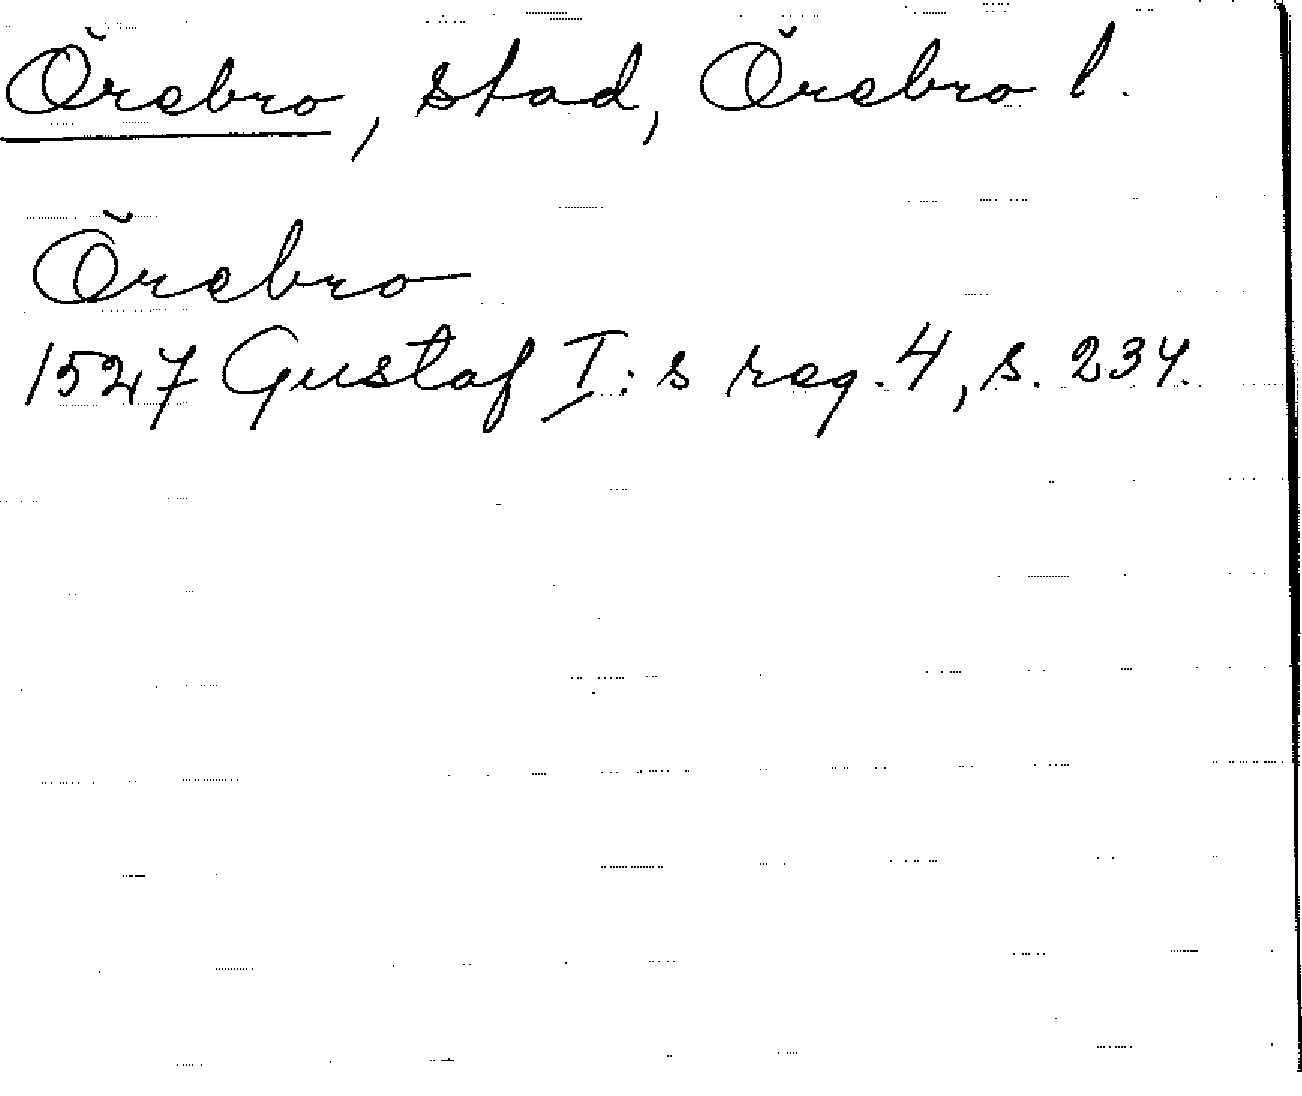 Örebro, stad, Örebro l.
Örebro
1527 Gustaf I:s reg. 4, s. 234.